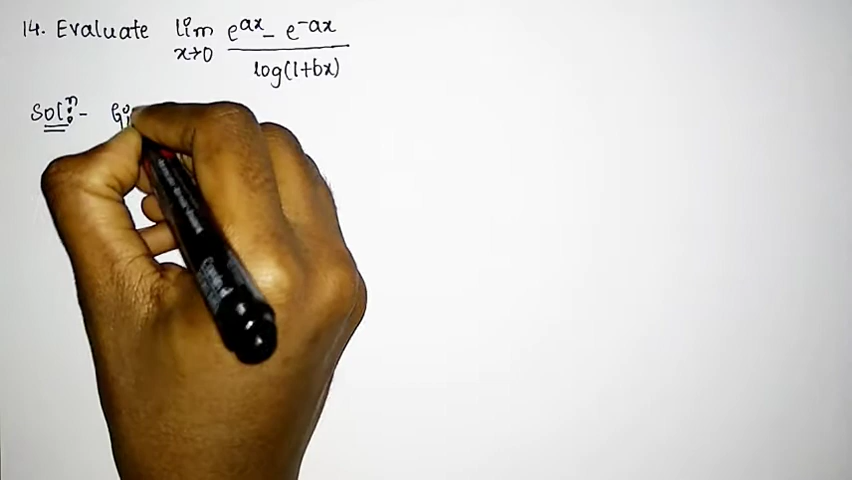 14. Evaluate lim x→0 e^ax - e^-ax / log(1+bx)
Solⁿ:-